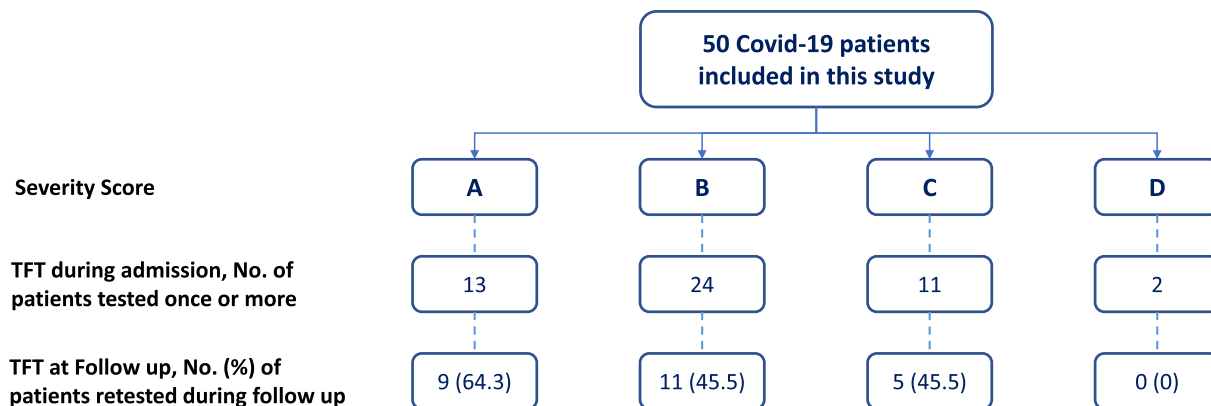 50 Covid-19 patients
included in this study
Severity Score
A
B
C
D
TFT during admission, No. of
patients tested once or more
13
24
11
2
TFT at Follow up, No. (%) of
patients retested during follow up
9 (64.3)
11 (45.5)
5 (45.5)
0 (0)